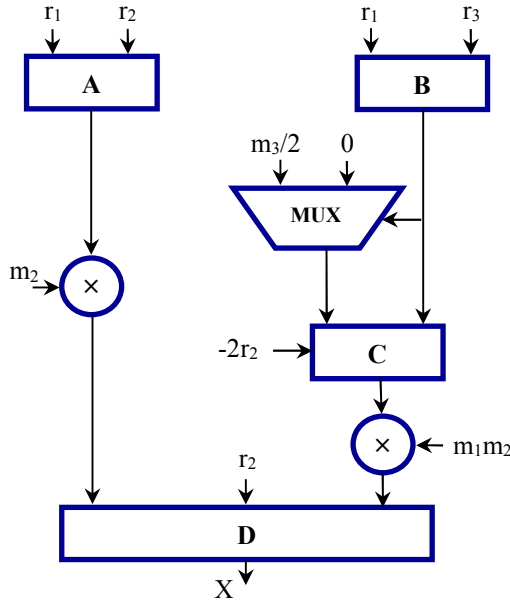 r₁ r₂ r₁ r₃
A B
m₃/2 0
MUX
m₂ ×
-2r₂ C
× m₁m₂
r₂
D
X